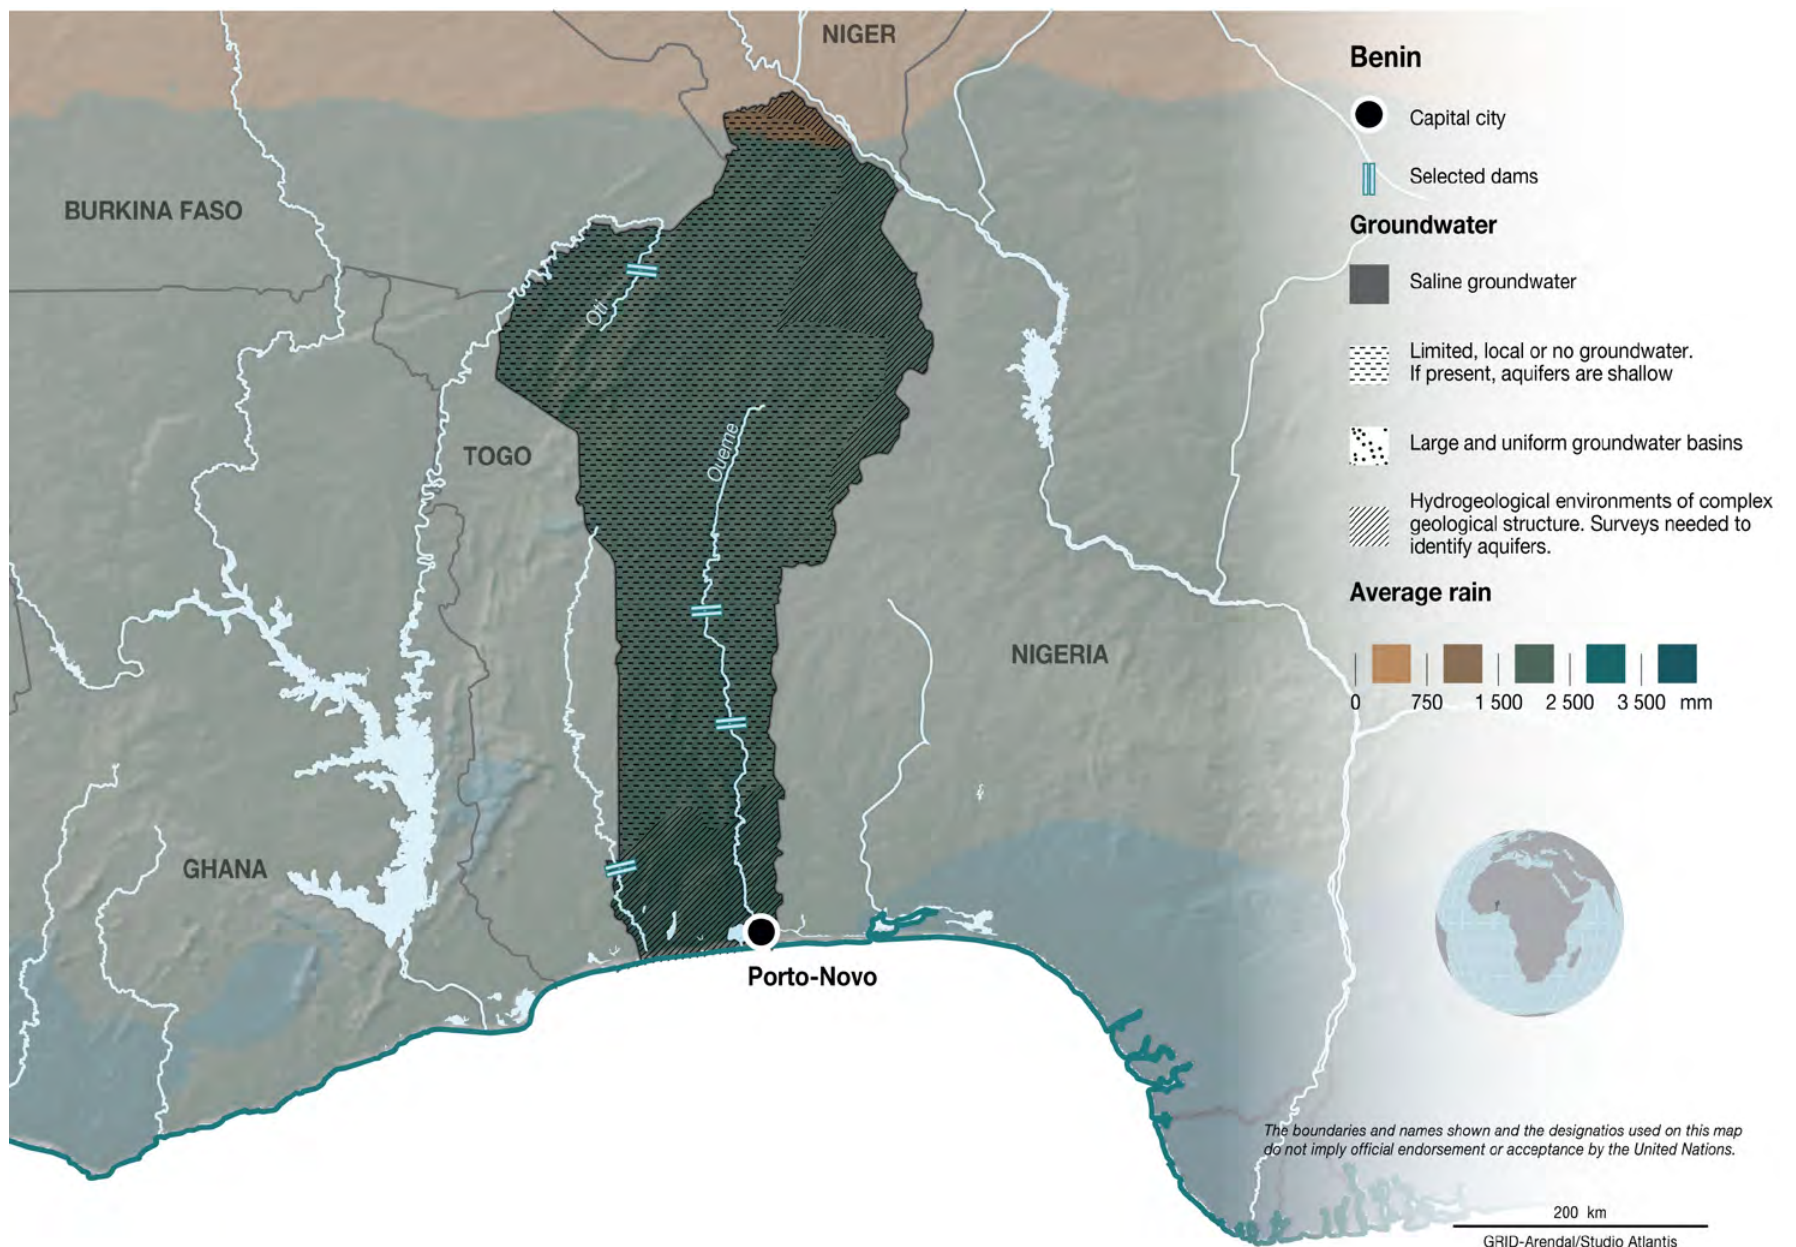 NIGER
BURKINA FASO
Oti
TOGO
Oueme
NIGERIA
GHANA
Porto-Novo
Benin
Capital city
Selected dams
Groundwater
Saline groundwater
Limited, local or no groundwater.
If present, aquifers are shallow
Large and uniform groundwater basins
Hydrogeological environments of complex
geological structure. Surveys needed to
identify aquifers.
Average rain
0 750 1 500 2 500 3 500 mm
The boundaries and names shown and the designatios used on this map
do not imply official endorsement or acceptance by the United Nations.
200 km
GRID-Arendal/Studio Atlantis